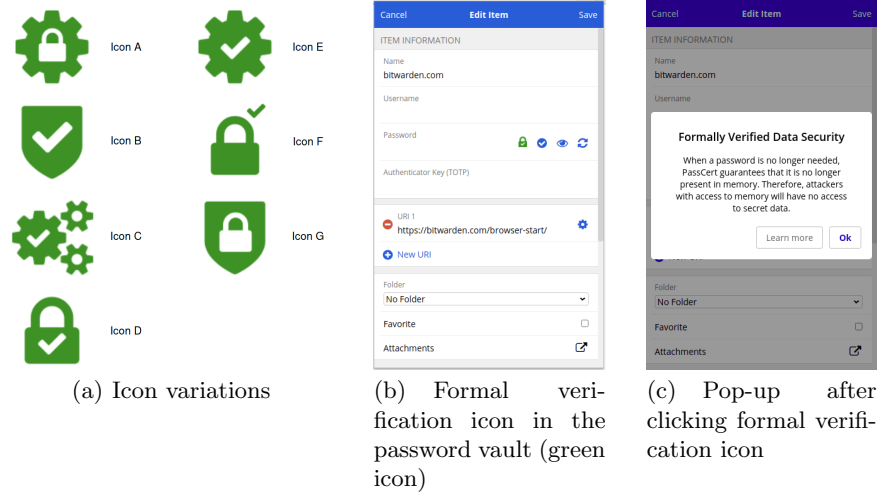 Icon A
Icon E
Icon B
Icon F
Icon C
Icon G
Icon D
(a) Icon variations
Cancel Edit Item Save
ITEM INFORMATION
Name
bitwarden.com
Username
Password
Authenticator Key (TOTP)
URI 1
https://bitwarden.com/browser-start/
New URI
Folder
No Folder
Favorite
Attachments
(b) Formal veri-
fication icon in the
password vault (green
icon)
Cancel Edit Item Save
ITEM INFORMATION
Name
bitwarden.com
Username
Formally Verified Data Security
When a password is no longer needed,
PassCert guarantees that it is no longer
present in memory. Therefore, attackers
with access to memory will have no access
to secret data.
Learn more Ok
Folder
No Folder
Favorite
Attachments
(c) Pop-up after
clicking formal verifi-
cation icon